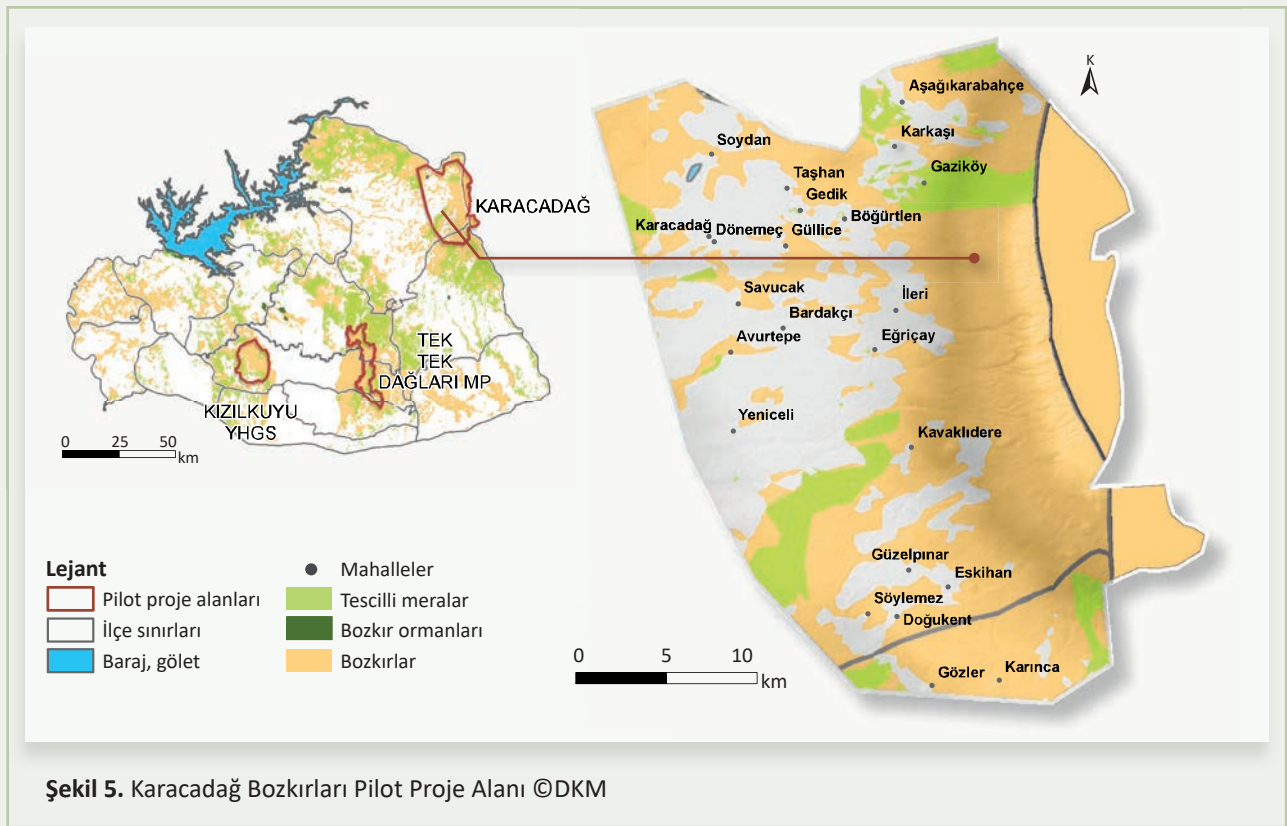 KARACADAĞ
TEK
TEK
DAĞLARI MP
KIZILKUYU
YHGS
0 25 50
km
K
Aşağıkarabahçe
Karkaşı
Soydan
Gaziköy
Taşhan
Gedik
Böğürtlen
Karacadağ
Dönemeç
Güllice
Savucak
İleri
Bardakçı
Avurtepe
Eğriçay
Yeniceli
Kavaklıdere
Güzelpınar
Eskihan
Söylemez
Doğukent
Gözler
Karınca
0 5 10
km
Lejant
Pilot proje alanları
İlçe sınırları
Baraj, gölet
Mahalleler
Tescilli meralar
Bozkır ormanları
Bozkırlar
Şekil 5. Karacadağ Bozkırları Pilot Proje Alanı ©DKM